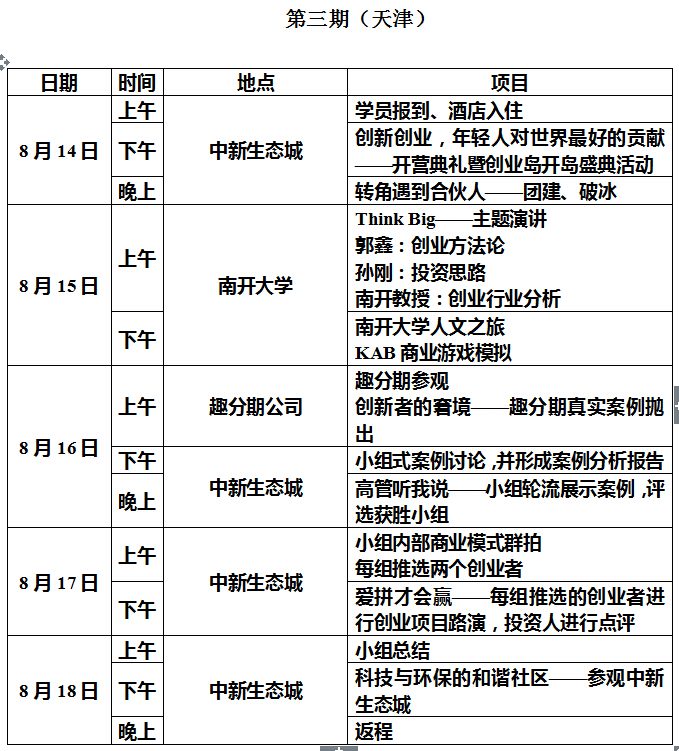 第三期（天津）
日期 时间 地点 项目
8月14日 上午 中新生态城 学员报到、酒店入住
下午 创新创业，年轻人对世界最好的贡献
——开营典礼暨创业岛开岛盛典活动
晚上 转角遇到合伙人——团建、破冰
8月15日 上午 南开大学 Think Big——主题演讲
郭鑫：创业方法论
孙刚：投资思路
南开教授：创业行业分析
下午 南开大学人文之旅
KAB商业游戏模拟
8月16日 上午 趣分期公司 趣分期参观
创新者的窘境——趣分期真实案例抛
出
下午 中新生态城 小组式案例讨论,并形成案例分析报告
晚上 高管听我说——小组轮流展示案例,评
选获胜小组
8月17日 上午 中新生态城 小组内部商业模式群拍
每组推选两个创业者
下午 爱拼才会赢——每组推选的创业者进
行创业项目路演，投资人进行点评
8月18日 上午 中新生态城 小组总结
下午 科技与环保的和谐社区——参观中新
生态城
晚上 返程